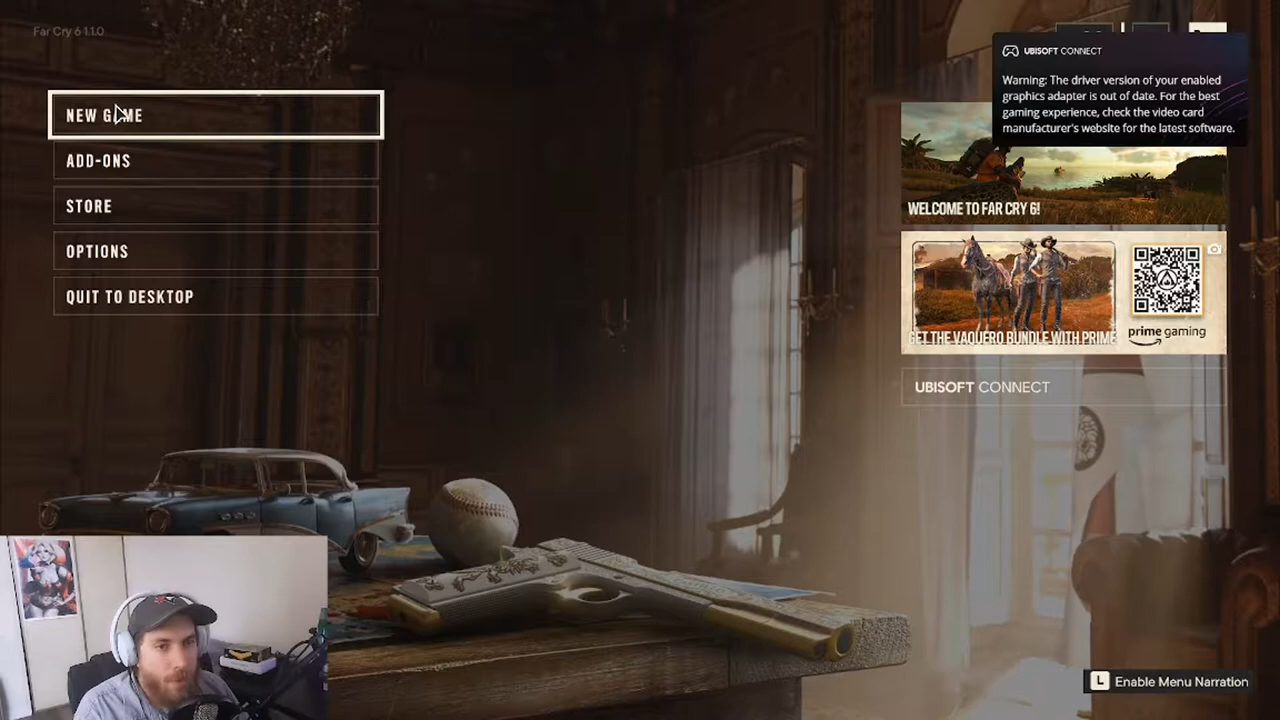 Far Cry 6 1.1.0
NEW GAME
ADD-ONS
STORE
OPTIONS
QUIT TO DESKTOP
UBISOFT CONNECT
Warning: The driver version of your enabled
graphics adapter is out of date. For the best
gaming experience, check the video card
manufacturer's website for the latest software.
WELCOME TO FAR CRY 6!
GET THE VAQUERO BUNDLE WITH PRIME
prime gaming
UBISOFT CONNECT
L Enable Menu Narration